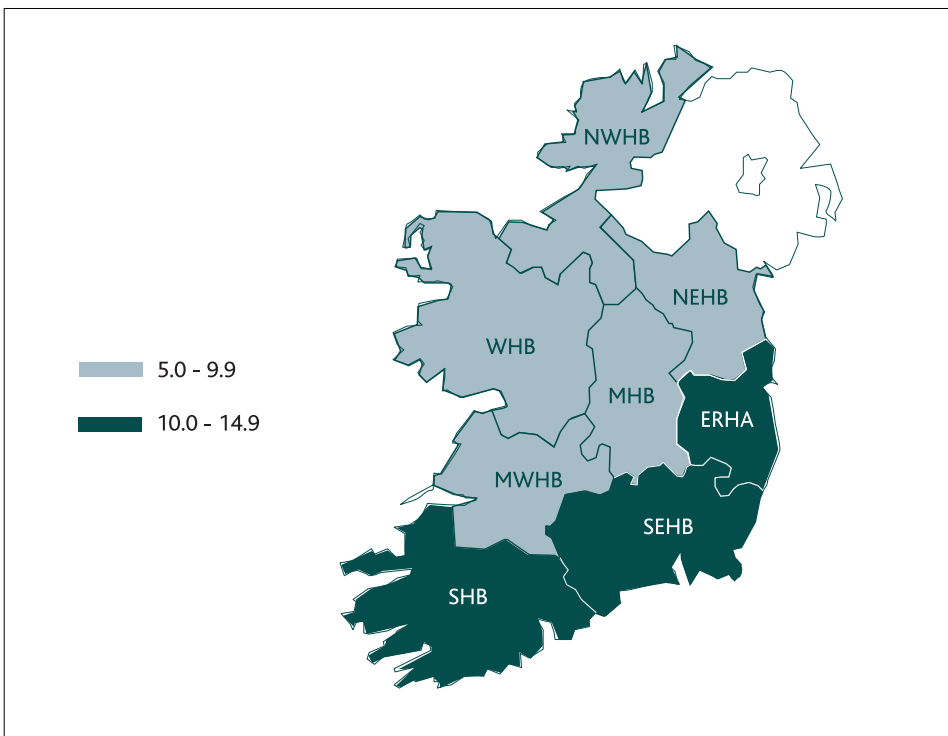 NWHB
NEHB
WHB
5.0 - 9.9
MHB
10.0 - 14.9
ERHA
MWHB
SEHB
SHB